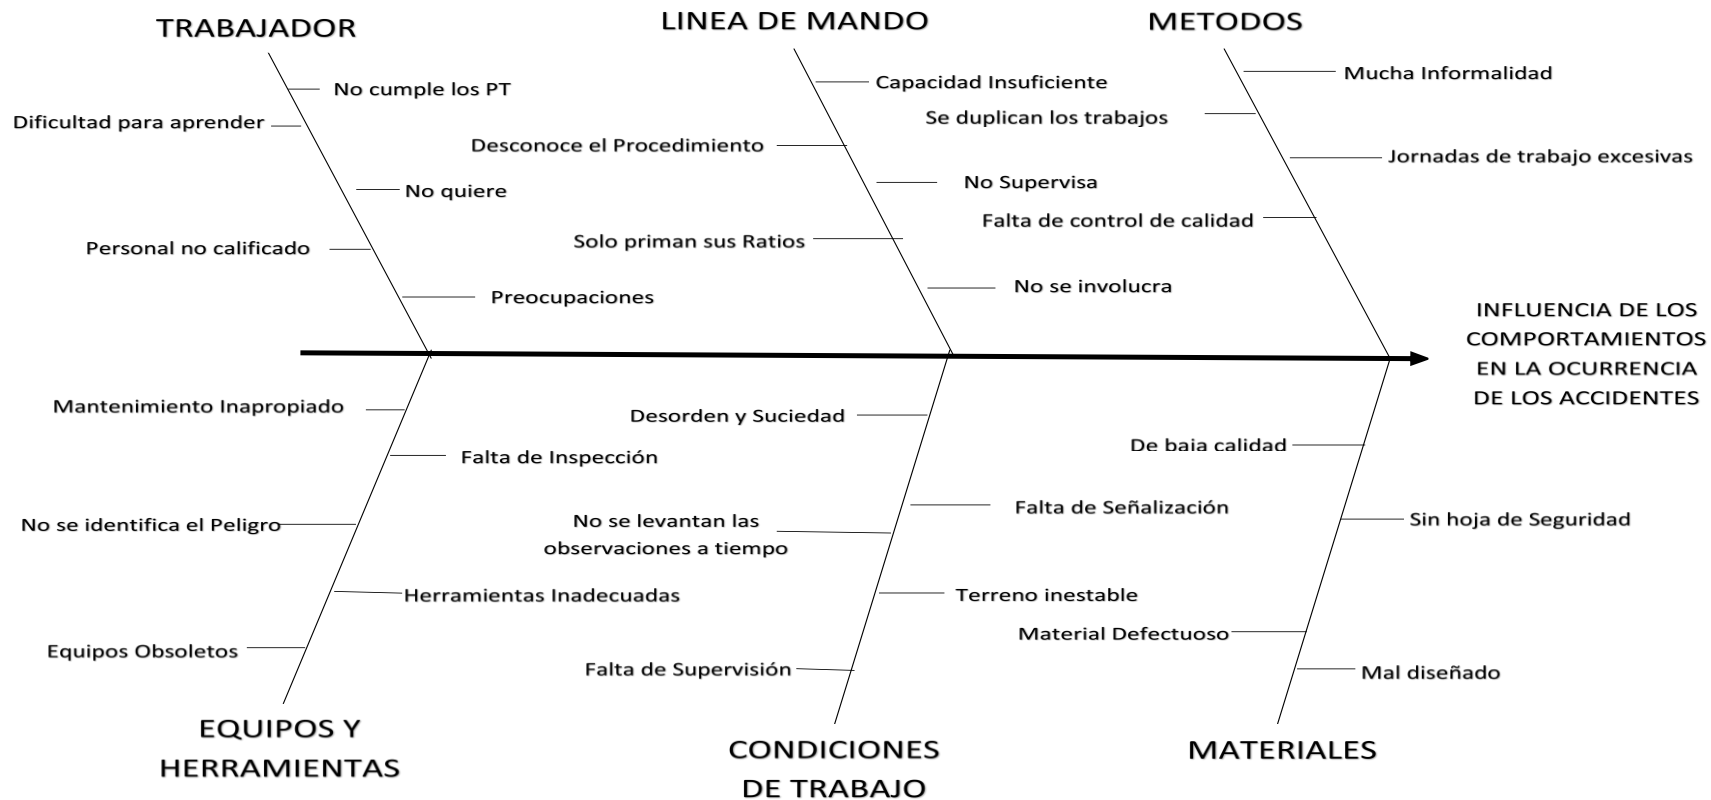 TRABAJADOR
No cumple los PT
Dificultad para aprender
No quiere
Personal no calificado
Preocupaciones
LINEA DE MANDO
Capacidad Insuficiente
Desconoce el Procedimiento
No Supervisa
Solo priman sus Ratios
No se involucra
METODOS
Mucha Informalidad
Se duplican los trabajos
Jornadas de trabajo excesivas
Falta de control de calidad
INFLUENCIA DE LOS
COMPORTAMIENTOS
EN LA OCURRENCIA
DE LOS ACCIDENTES
Mantenimiento Inapropiado
Falta de Inspección
No se identifica el Peligro
Herramientas Inadecuadas
Equipos Obsoletos
EQUIPOS Y
HERRAMIENTAS
Desorden y Suciedad
Falta de Señalización
No se levantan las
observaciones a tiempo
Terreno inestable
Falta de Supervisión
CONDICIONES
DE TRABAJO
De baja calidad
Sin hoja de Seguridad
Material Defectuoso
Mal diseñado
MATERIALES